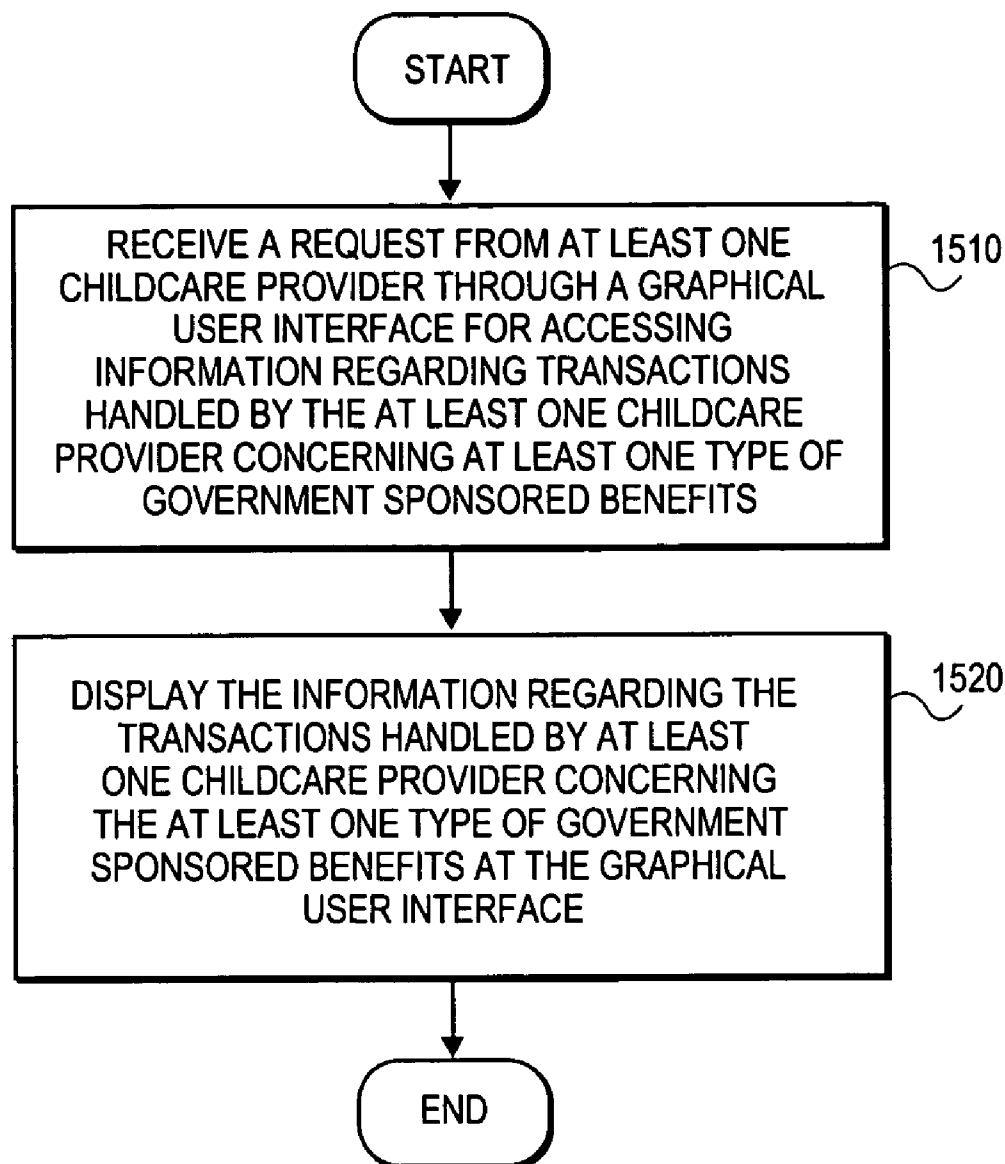 START
RECEIVE A REQUEST FROM AT LEAST ONE
CHILDCARE PROVIDER THROUGH A GRAPHICAL
USER INTERFACE FOR ACCESSING
INFORMATION REGARDING TRANSACTIONS
HANDLED BY THE AT LEAST ONE CHILDCARE
PROVIDER CONCERNING AT LEAST ONE TYPE OF
GOVERNMENT SPONSORED BENEFITS
1510
DISPLAY THE INFORMATION REGARDING THE
TRANSACTIONS HANDLED BY AT LEAST
ONE CHILDCARE PROVIDER CONCERNING
THE AT LEAST ONE TYPE OF GOVERNMENT
SPONSORED BENEFITS AT THE GRAPHICAL
USER INTERFACE
1520
END